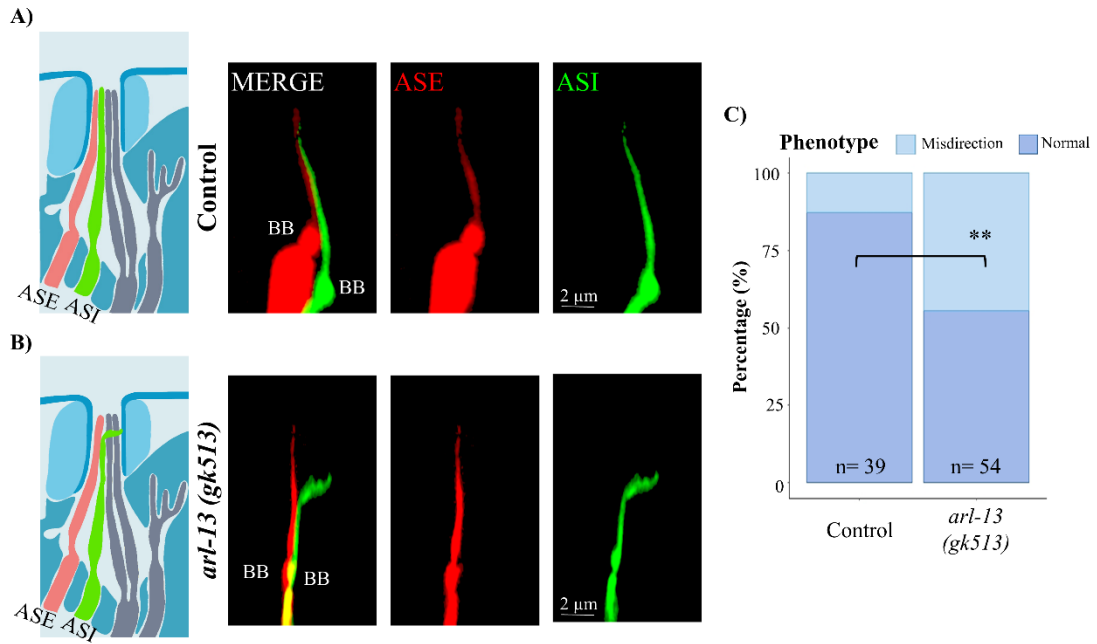 A)
ASE
ASI
Control
MERGE
BB
BB
ASE
ASI
2 µm
B)
ASE
ASI
arl-13 (gk513)
BB
BB
2 µm
C)
Phenotype
Misdirection
Normal
Percentage (%)
100
75
50
25
0
**
n= 39
n= 54
Control
arl-13
(gk513)